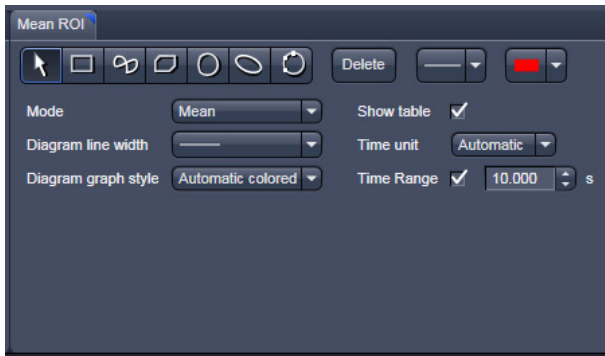 Mean ROI
Delete
Mode Mean Show table
Diagram line width Time unit Automatic
Diagram graph style Automatic colored Time Range 10.000 s